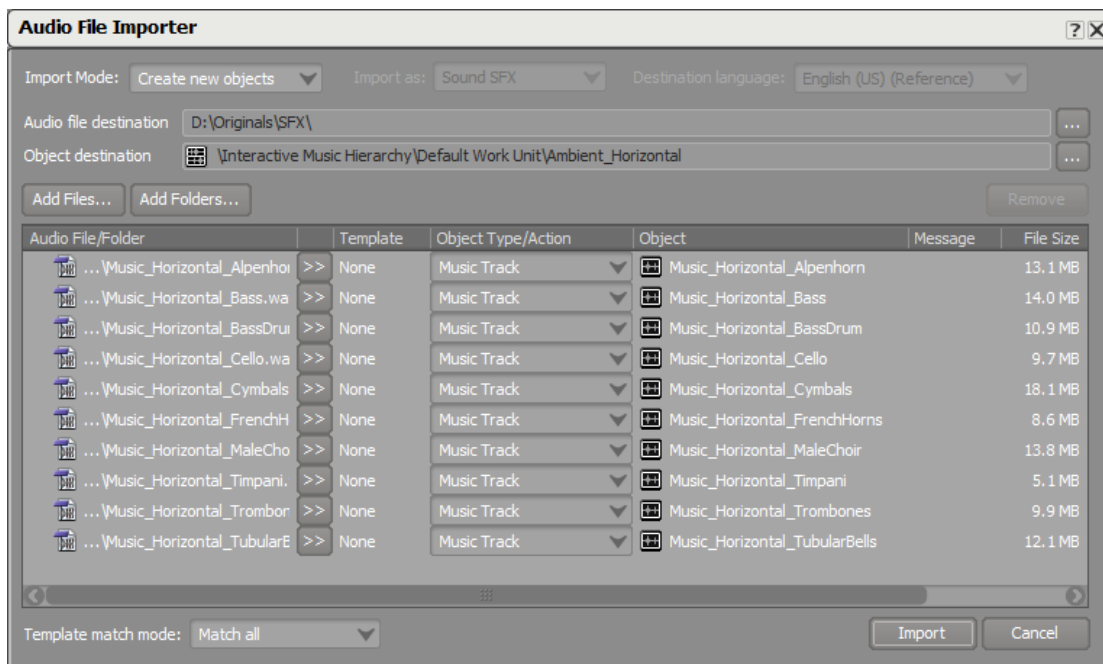 Audio File Importer ? X
Import Mode: Create new objects Import as: Sound SFX Destination language: English (US) (Reference)
Audio file destination D:\Originals\SFX\ ...
Object destination \Interactive Music Hierarchy\Default Work Unit\Ambient_Horizontal ...
Add Files... Add Folders... Remove
Audio File/Folder Template Object Type/Action Object Message File Size
...\Music_Horizontal_Alpenhor >> None Music Track Music_Horizontal_Alpenhorn 13.1 MB
...\Music_Horizontal_Bass.wa >> None Music Track Music_Horizontal_Bass 14.0 MB
...\Music_Horizontal_BassDrui >> None Music Track Music_Horizontal_BassDrum 10.9 MB
...\Music_Horizontal_Cello.wa >> None Music Track Music_Horizontal_Cello 9.7 MB
...\Music_Horizontal_Cymbals >> None Music Track Music_Horizontal_Cymbals 18.1 MB
...\Music_Horizontal_FrenchH >> None Music Track Music_Horizontal_FrenchHorns 8.6 MB
...\Music_Horizontal_MaleCho >> None Music Track Music_Horizontal_MaleChoir 13.8 MB
...\Music_Horizontal_Timpani. >> None Music Track Music_Horizontal_Timpani 5.1 MB
...\Music_Horizontal_Trombor >> None Music Track Music_Horizontal_Trombones 9.9 MB
...\Music_Horizontal_TubularB >> None Music Track Music_Horizontal_TubularBells 12.1 MB
Template match mode: Match all Import Cancel